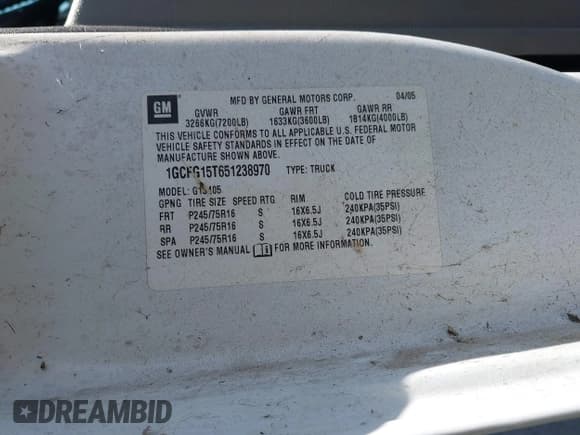 GM
MFD BY GENERAL MOTORS CORP. 04/05
GVWR GAWR FRT GAWR RR
3266KG(7200LB) 1633KG(3600LB) 1814KG(4000LB)
THIS VEHICLE CONFORMS TO ALL APPLICABLE U.S. FEDERAL MOTOR
VEHICLE SAFETY STANDARDS IN EFFECT ON THE DATE OF
MANUFACTURE SHOWN ABOVE.
1GCFG15T651238970 TYPE: TRUCK
MODEL:
GPNG TIRE SIZE SPEED RTG RIM COLD TIRE PRESSURE
FRT P245/75R16 S 16X6.5J 240KPA(35PSI)
RR P245/75R16 S 16X6.5J 240KPA(35PSI)
SPA P245/75R16 S 16X6.5J 240KPA(35PSI)
SEE OWNER'S MANUAL FOR MORE INFORMATION.
DREAMBID